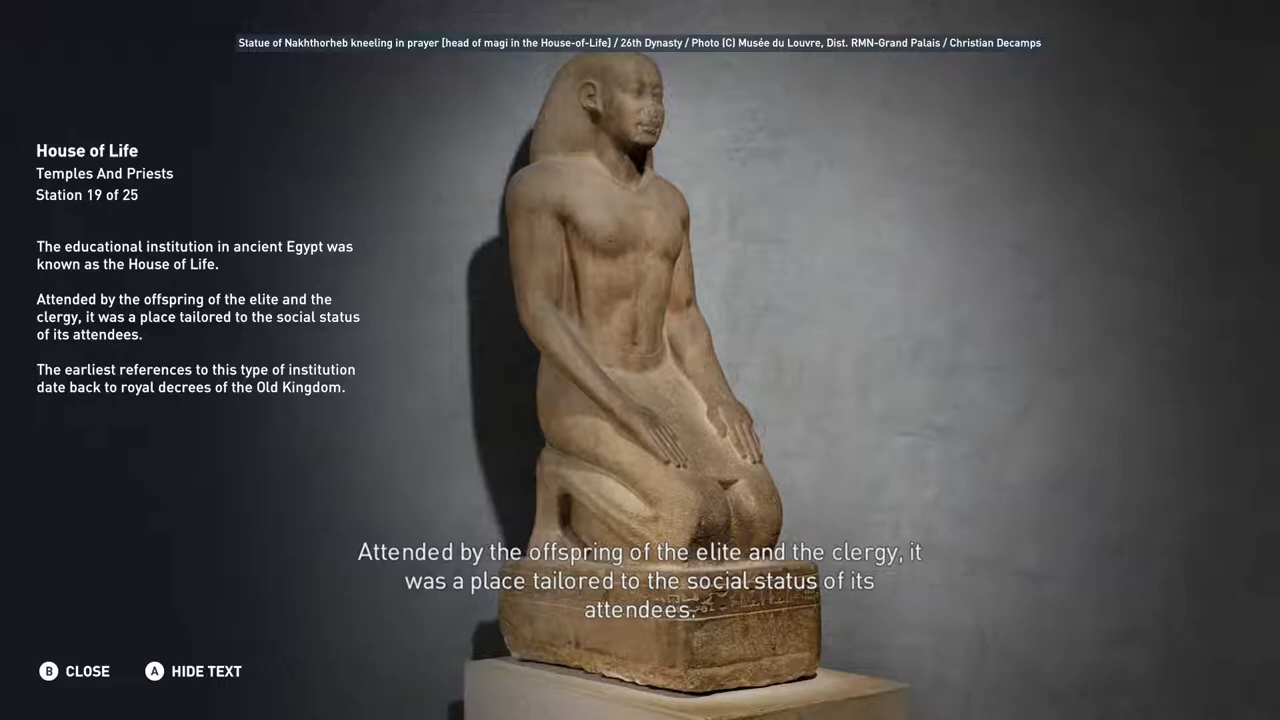 Statue of Nakhthorheb kneeling in prayer [head of magi in the House-of-Life] / 26th Dynasty / Photo (C) Musée du Louvre, Dist. RMN-Grand Palais / Christian Decamps
House of Life
Temples And Priests
Station 19 of 25
The educational institution in ancient Egypt was
known as the House of Life.
Attended by the offspring of the elite and the
clergy, it was a place tailored to the social status
of its attendees.
The earliest references to this type of institution
date back to royal decrees of the Old Kingdom.
Attended by the offspring of the elite and the clergy, it
was a place tailored to the social status of its
attendees.
B CLOSE A HIDE TEXT